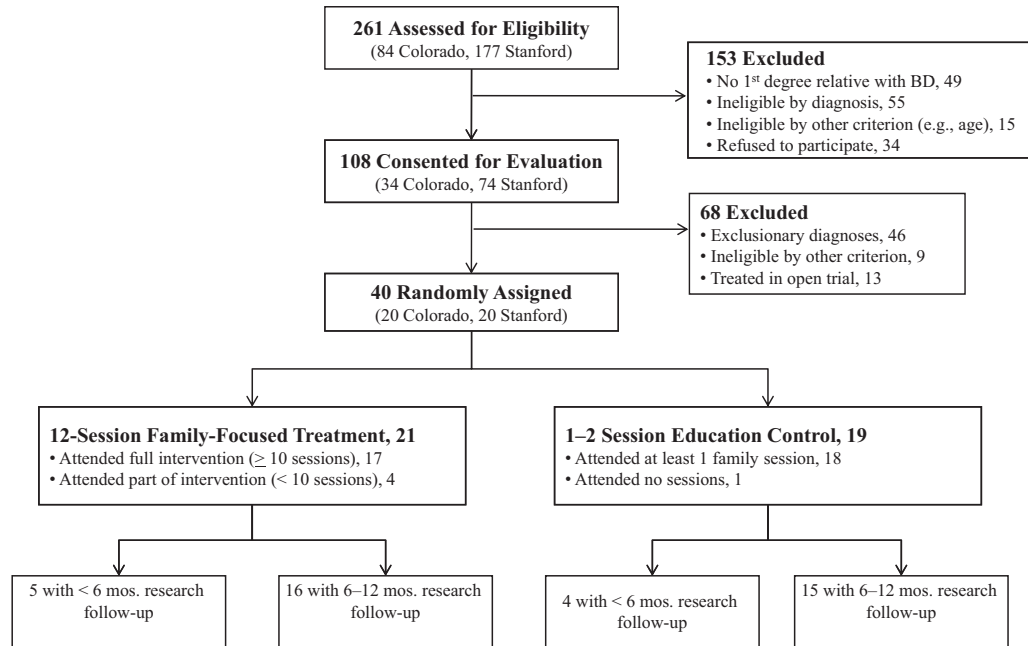 261 Assessed for Eligibility
(84 Colorado, 177 Stanford)
153 Excluded
• No 1st degree relative with BD, 49
• Ineligible by diagnosis, 55
• Ineligible by other criterion (e.g., age), 15
• Refused to participate, 34
108 Consented for Evaluation
(34 Colorado, 74 Stanford)
68 Excluded
• Exclusionary diagnoses, 46
• Ineligible by other criterion, 9
• Treated in open trial, 13
40 Randomly Assigned
(20 Colorado, 20 Stanford)
12-Session Family-Focused Treatment, 21
• Attended full intervention (≥ 10 sessions), 17
• Attended part of intervention (< 10 sessions), 4
1–2 Session Education Control, 19
• Attended at least 1 family session, 18
• Attended no sessions, 1
5 with < 6 mos. research
follow-up
16 with 6–12 mos. research
follow-up
4 with < 6 mos. research
follow-up
15 with 6–12 mos. research
follow-up